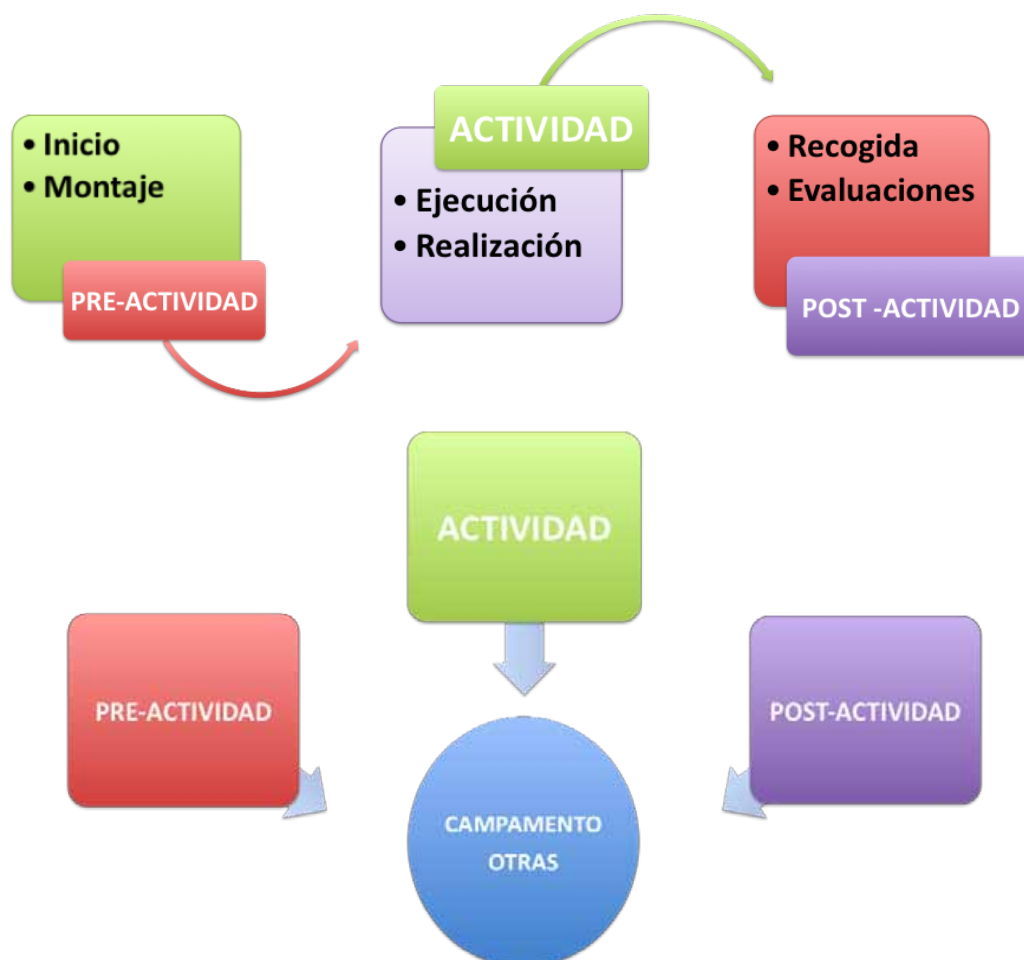 • Inicio
• Montaje
PRE-ACTIVIDAD
ACTIVIDAD
• Ejecución
• Realización
• Recogida
• Evaluaciones
POST -ACTIVIDAD
ACTIVIDAD
PRE-ACTIVIDAD
POST-ACTIVIDAD
CAMPAMENTO
OTRAS